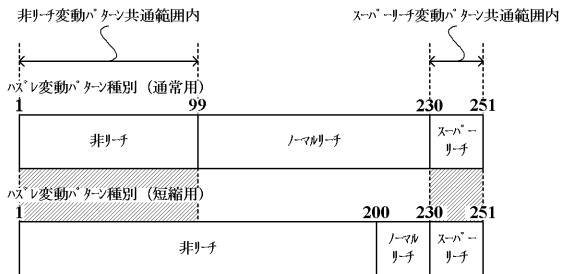 非ﾘｰﾁ変動ﾊﾟﾀｰﾝ共通範囲内 ｽｰﾊﾟｰﾘｰﾁ変動ﾊﾟﾀｰﾝ共通範囲内
ﾊｽﾞﾚ変動ﾊﾟﾀｰﾝ種別（通常用）
1 99 230 251
非ﾘｰﾁ ﾉｰﾏﾙﾘｰﾁ ｽｰﾊﾟｰ
ﾘｰﾁ
ﾊｽﾞﾚ変動ﾊﾟﾀｰﾝ種別（短縮用）
1 200 230 251
非ﾘｰﾁ ﾉｰﾏﾙ ｽｰﾊﾟｰ
ﾘｰﾁ ﾘｰﾁ